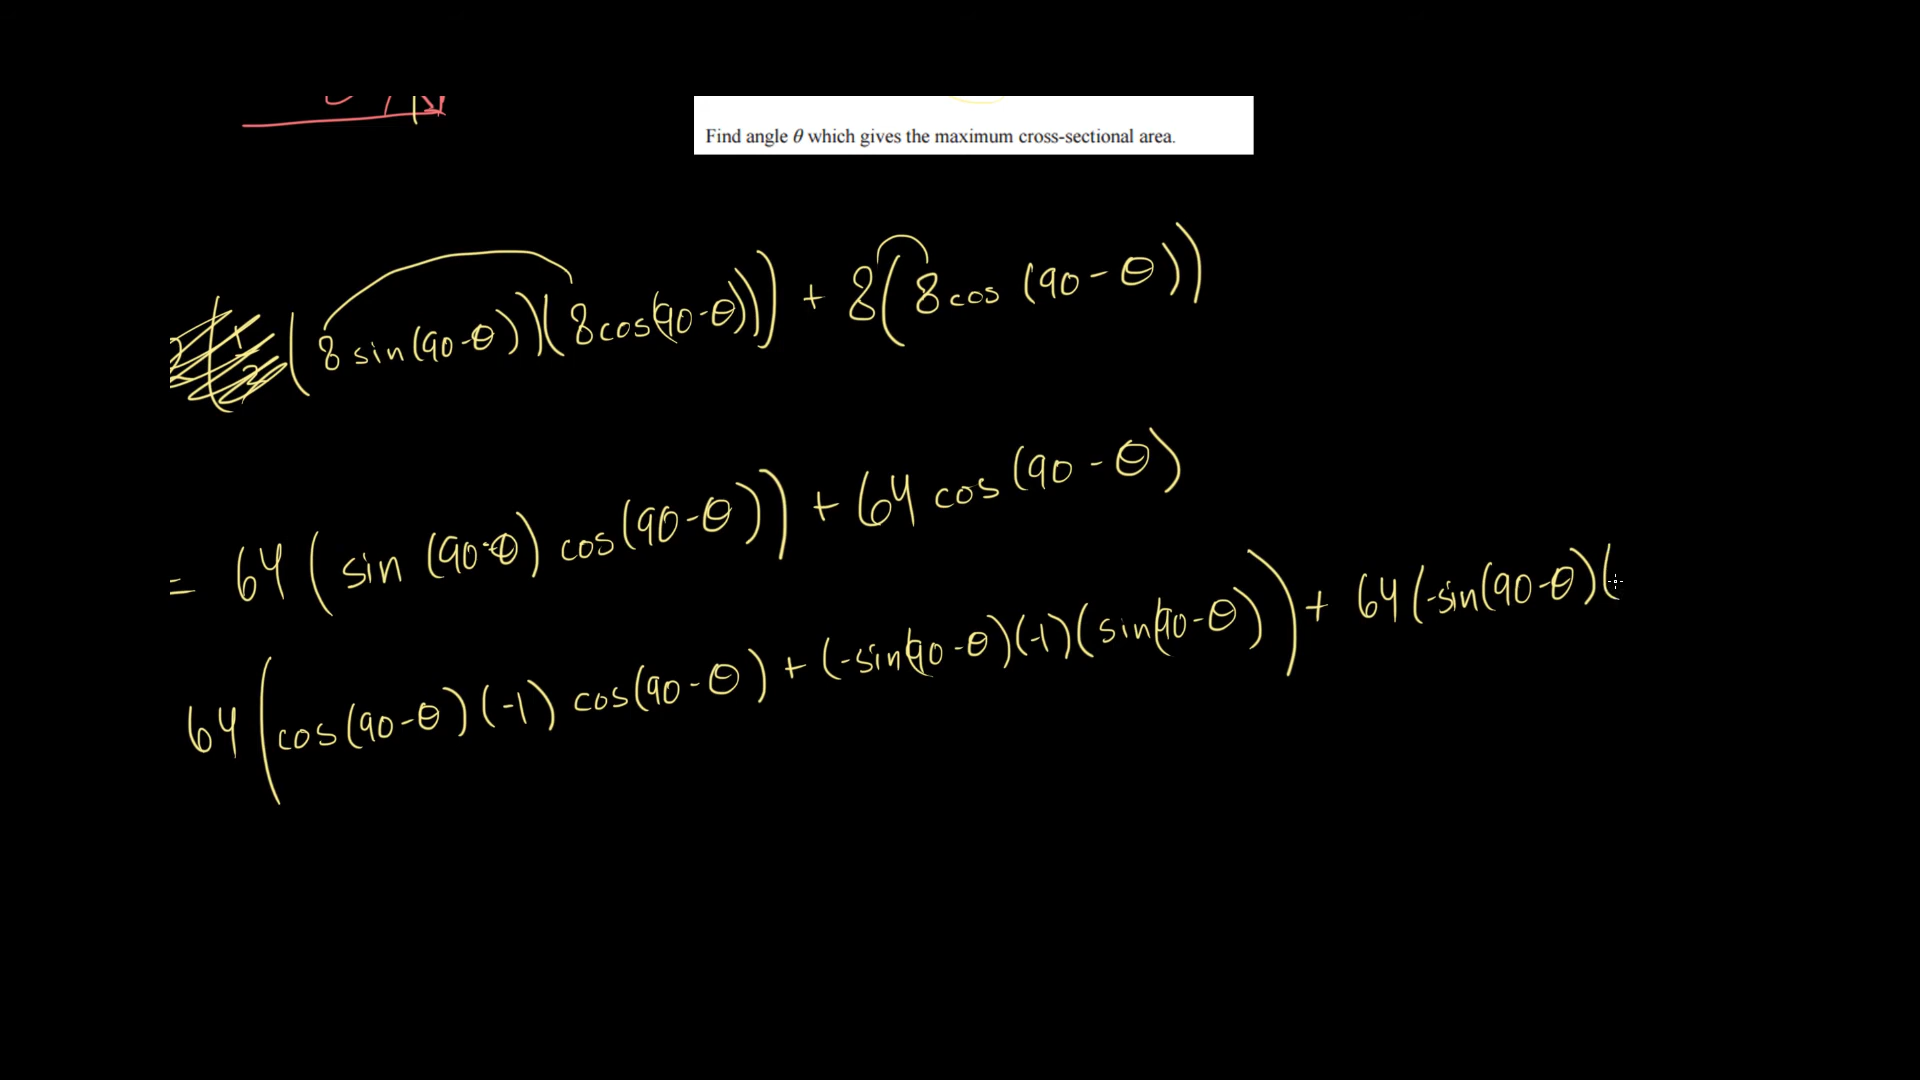 Find angle θ which gives the maximum cross-sectional area.
(8 sin(90-θ))(8cos(90-θ))) + 8(8cos (90-θ))
= 64 (sin (90-θ) cos(90-θ)) + 64 cos (90-θ)
64 (cos(90-θ)(-1) cos(90-θ) + (-sin(90-θ)(-1)(sin(90-θ)) + 64(-sin(90-θ)(